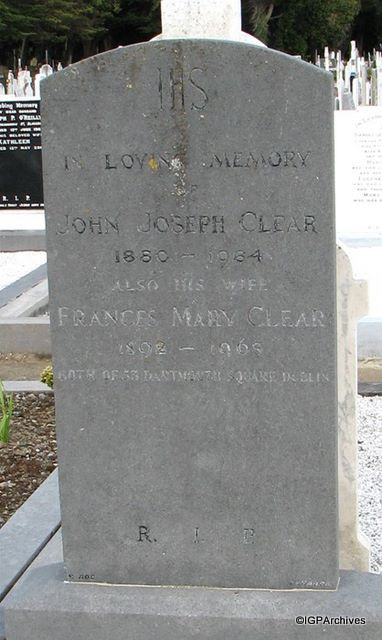 IHS
IN LOVING MEMORY
OF
JOHN JOSEPH CLEAR
1880 – 1964
ALSO HIS WIFE
FRANCES MARY CLEAR
1892 – 1969
BOTH OF 53 DARTMOUTH SQUARE DUBLIN
R. I. P
©IGPArchives